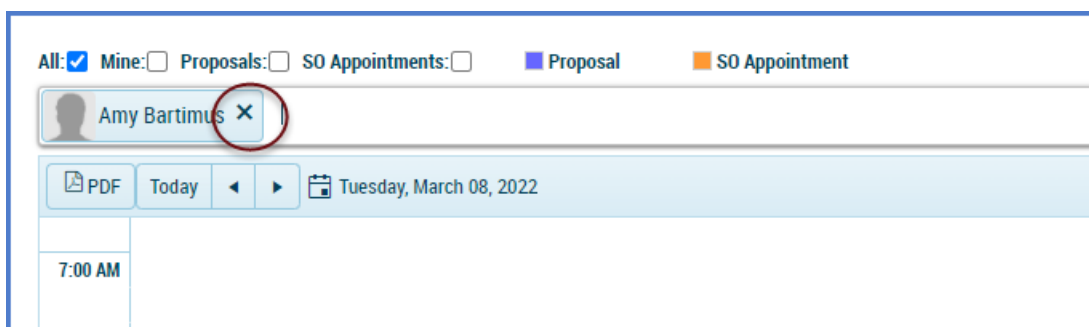 All: Mine: Proposals: SO Appointments: Proposal SO Appointment
Amy Bartimus ×
PDF Today Tuesday, March 08, 2022
7:00 AM